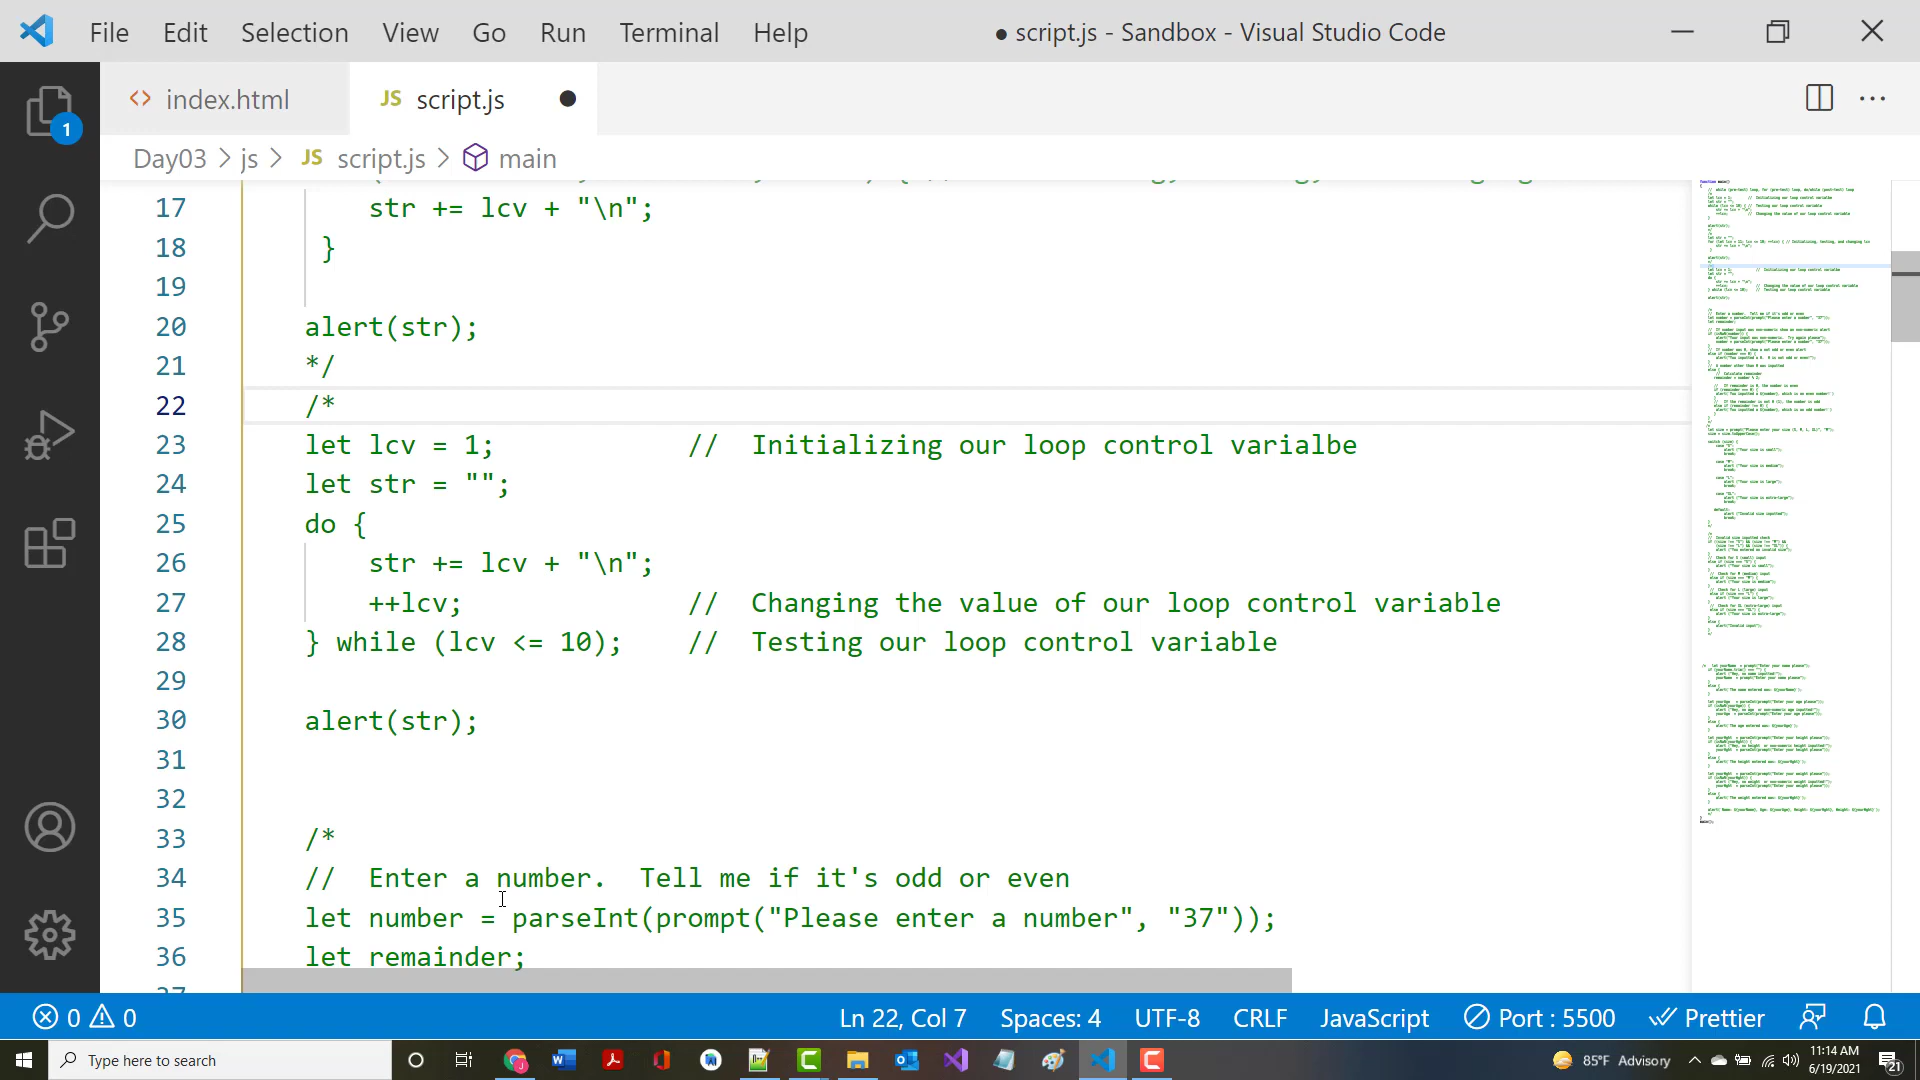 File Edit Selection View Go Run Terminal Help ● script.js - Sandbox - Visual Studio Code
index.html JS script.js
Day03 > js > JS script.js > main
17 str += lcv + "\n";
18 }
19
20 alert(str);
21 */
22 /*
23 let lcv = 1; // Initializing our loop control varialbe
24 let str = "";
25 do {
26 str += lcv + "\n";
27 ++lcv; // Changing the value of our loop control variable
28 } while (lcv <= 10); // Testing our loop control variable
29
30 alert(str);
31
32
33 /*
34 // Enter a number. Tell me if it's odd or even
35 let number = parseInt(prompt("Please enter a number", "37"));
36 let remainder;
1
0 0 Ln 22, Col 7 Spaces: 4 UTF-8 CRLF JavaScript Port : 5500 Prettier
Type here to search 85°F Advisory 11:14 AM
6/19/2021 21